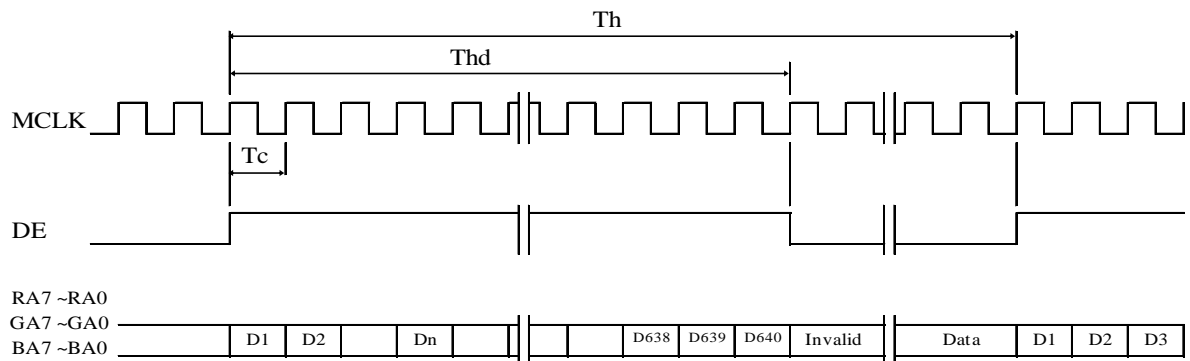 Th
Thd
MCLK
Tc
DE
RA7 ~RA0
GA7 ~GA0
BA7 ~BA0
D1 D2 Dn D638 D639 D640 Invalid Data D1 D2 D3